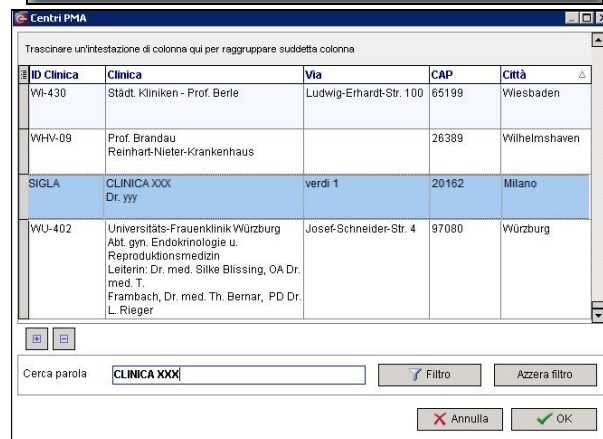 Centri PMA
Trascinare un'intestazione di colonna qui per raggruppare suddetta colonna
ID Clinica Clinica Via CAP Città
WI-430 Städt. Kliniken - Prof. Berle Ludwig-Erhardt-Str. 100 65199 Wiesbaden
WHV-09 Prof. Brandau 26389 Wilhelmshaven
Reinhart-Nieter-Krankenhaus
SIGLA CLINICA XXX verdi 1 20162 Milano
Dr. yyy
WU-402 Universitäts-Frauenklinik Würzburg Josef-Schneider-Str. 4 97080 Würzburg
Abt. gyn. Endokrinologie u.
Reproduktionsmedizin
Leiterin: Dr. med. Silke Blissing, OA Dr.
med. T.
Frambach, Dr. med. Th. Bernar, PD Dr.
L. Rieger
Cerca parola CLINICA XXX Filtro Azzera filtro
Annulla OK